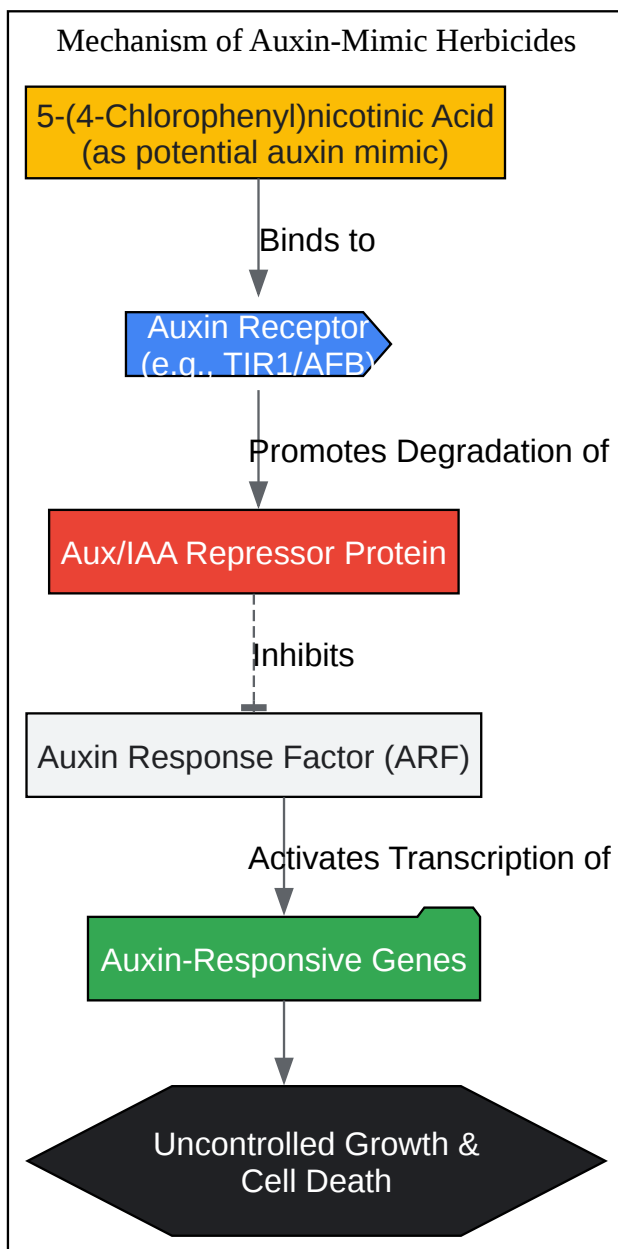 Mechanism of Auxin-Mimic Herbicides
5-(4-Chlorophenyl)nicotinic Acid
(as potential auxin mimic)
Binds to
Auxin Receptor
(e.g., TIR1/AFB)
Promotes Degradation of
Aux/IAA Repressor Protein
Inhibits
Auxin Response Factor (ARF)
Activates Transcription of
Auxin-Responsive Genes
Uncontrolled Growth &
Cell Death